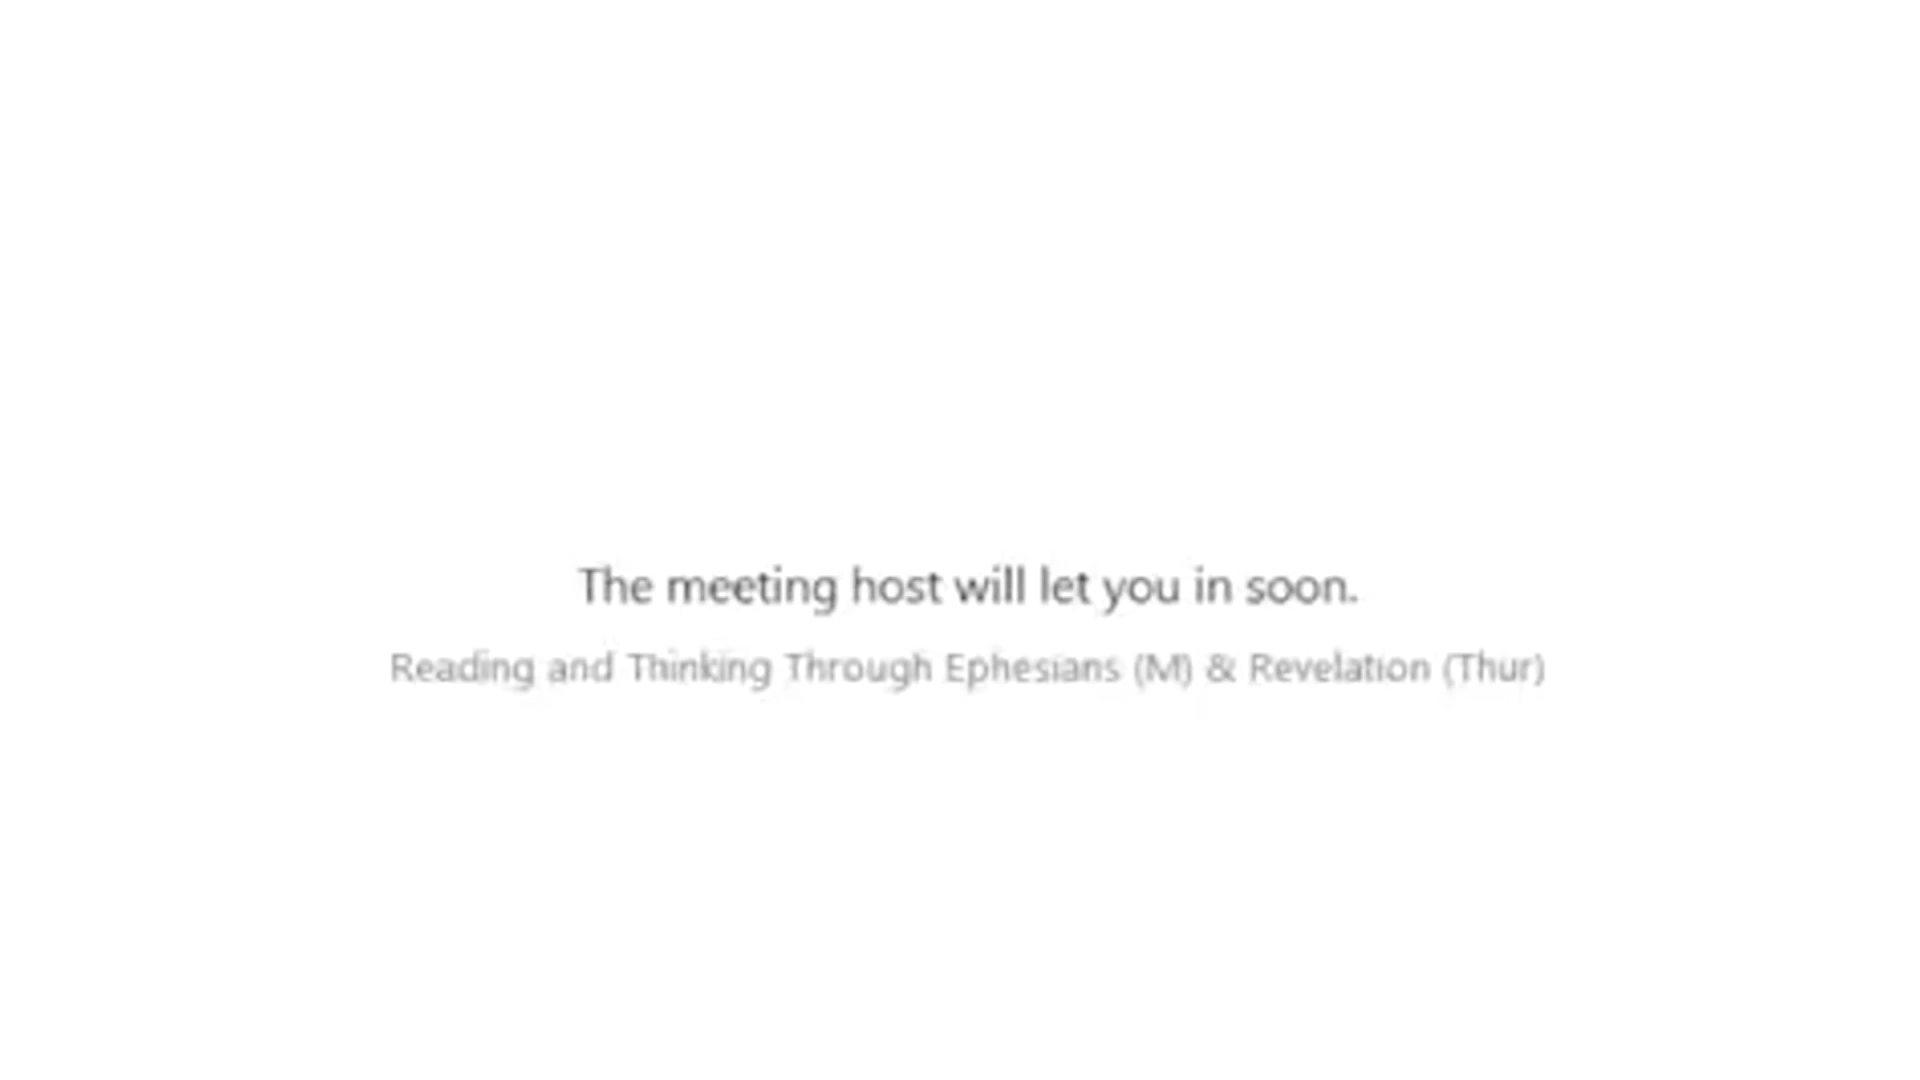 The meeting host will let you in soon.
Reading and Thinking Through Ephesians (M) & Revelation (Thur)